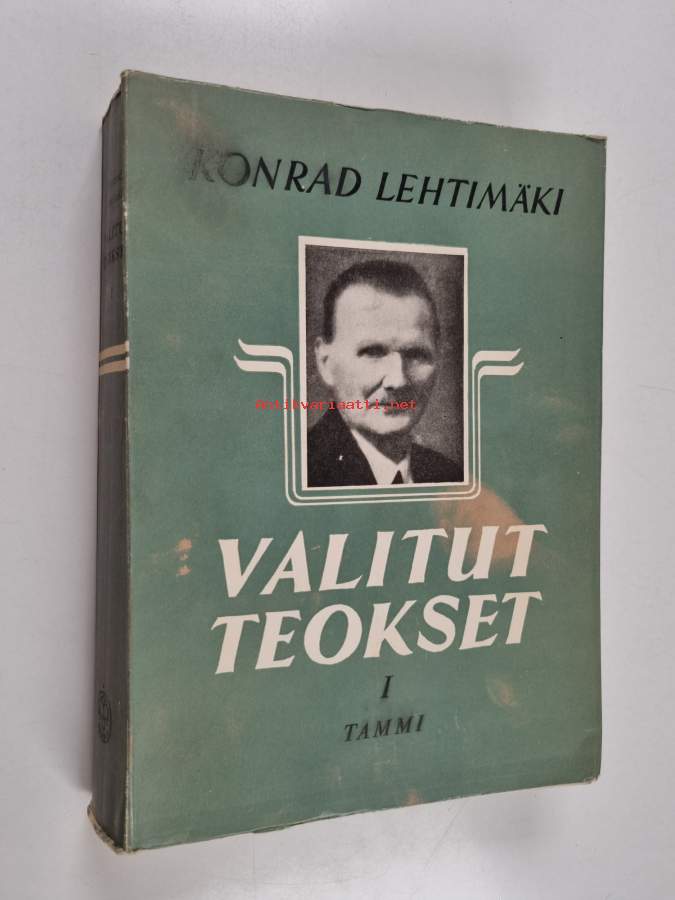 KONRAD LEHTIMÄKI
antikvariaatti.net
VALITUT
TEOKSET
I
TAMMI